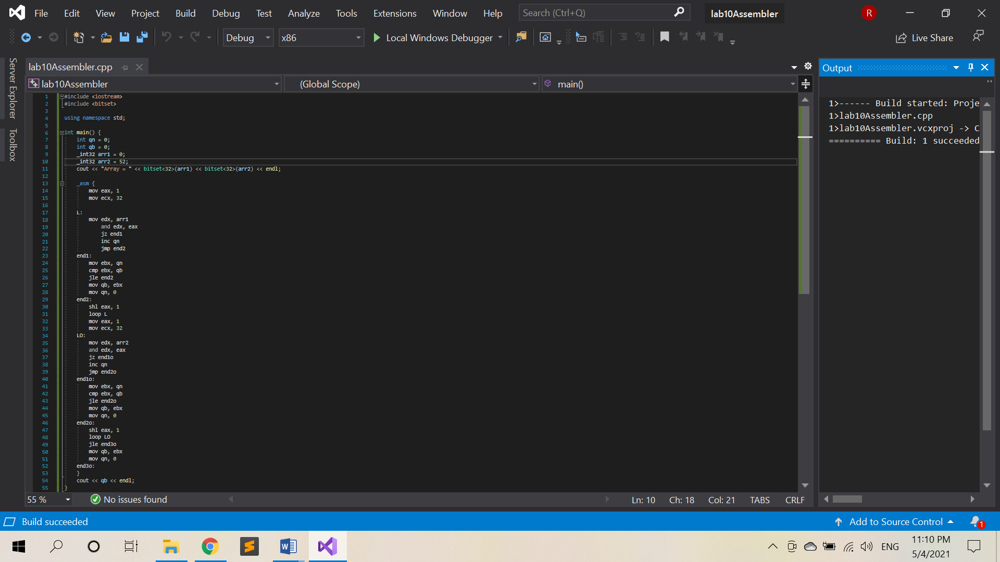 File Edit View Project Build Debug Test Analyze Tools Extensions Window Help Search (Ctrl+Q) lab10Assembler R
Debug x86 Local Windows Debugger Live Share
Server Explorer
Toolbox
lab10Assembler.cpp
lab10Assembler (Global Scope) main()
1 #include <iostream>
2 #include <bitset>
3
4 using namespace std;
5
6 int main() {
7 int qn = 0;
8 int qb = 0;
9 _int32 arr1 = 0;
10 _int32 arr2 = 52;
11 cout << "Array = " << bitset<32>(arr1) << bitset<32>(arr2) << endl;
12
13 _asm {
14 mov eax, 1
15 mov ecx, 32
16
17 L:
18 mov edx, arr1
19 and edx, eax
20 jz end1
21 inc qn
22 jmp end2
23 end1:
24 mov ebx, qn
25 cmp ebx, qb
26 jle end2
27 mov qb, ebx
28 mov qn, 0
29 end2:
30 shl eax, 1
31 loop L
32 mov eax, 1
33 mov ecx, 32
34 LO:
35 mov edx, arr2
36 and edx, eax
37 jz end1o
38 inc qn
39 jmp end2o
40 end1o:
41 mov ebx, qn
42 cmp ebx, qb
43 jle end2o
44 mov qb, ebx
45 mov qn, 0
46 end2o:
47 shl eax, 1
48 loop LO
49 jle end3o
50 mov qb, ebx
51 mov qn, 0
52 end3o:
53 }
54 cout << qb << endl;
55 }
55 % No issues found Ln: 10 Ch: 18 Col: 21 TABS CRLF
Output
1>------ Build started: Proje
1>lab10Assembler.cpp
1>lab10Assembler.vcxproj -> C
========== Build: 1 succeeded
Build succeeded Add to Source Control 1
ENG 11:10 PM
5/4/2021